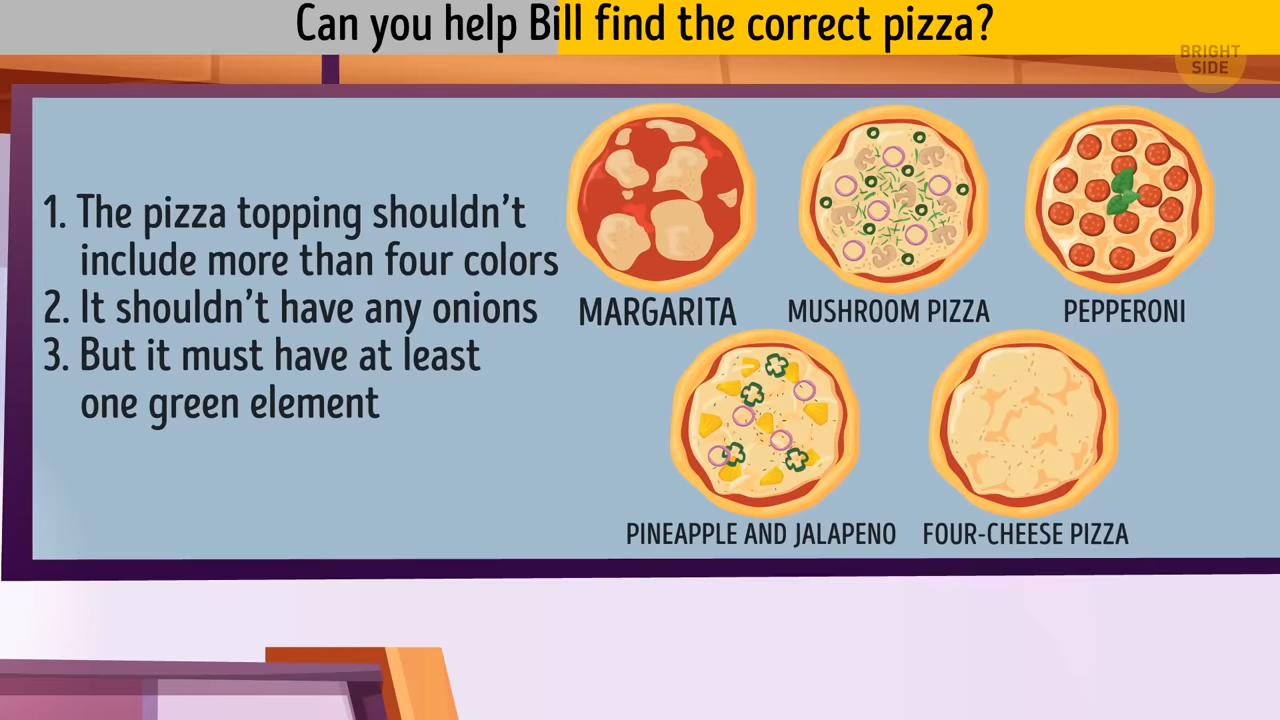 Can you help Bill find the correct pizza?
BRIGHT
SIDE
1. The pizza topping shouldn't
include more than four colors
2. It shouldn't have any onions
3. But it must have at least
one green element
MARGARITA
MUSHROOM PIZZA
PEPPERONI
PINEAPPLE AND JALAPENO
FOUR-CHEESE PIZZA